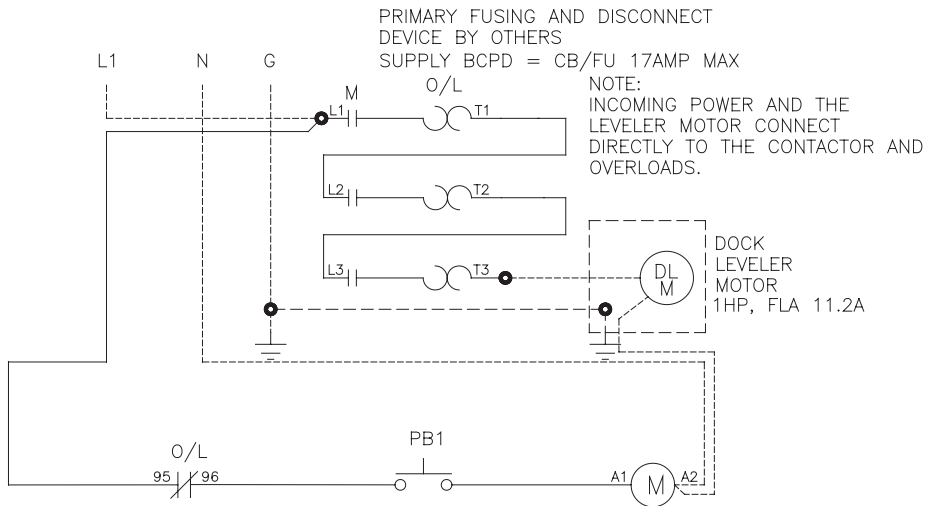 PRIMARY FUSING AND DISCONNECT
DEVICE BY OTHERS
SUPPLY BCPD = CB/FU 17AMP MAX
L1 N G
NOTE:
INCOMING POWER AND THE
LEVELER MOTOR CONNECT
DIRECTLY TO THE CONTACTOR AND
OVERLOADS.
M O/L
L1 T1
L2 T2
L3 T3
DL
M
DOCK
LEVELER
MOTOR
1HP, FLA 11.2A
O/L
95 96
PB1
A1 M A2